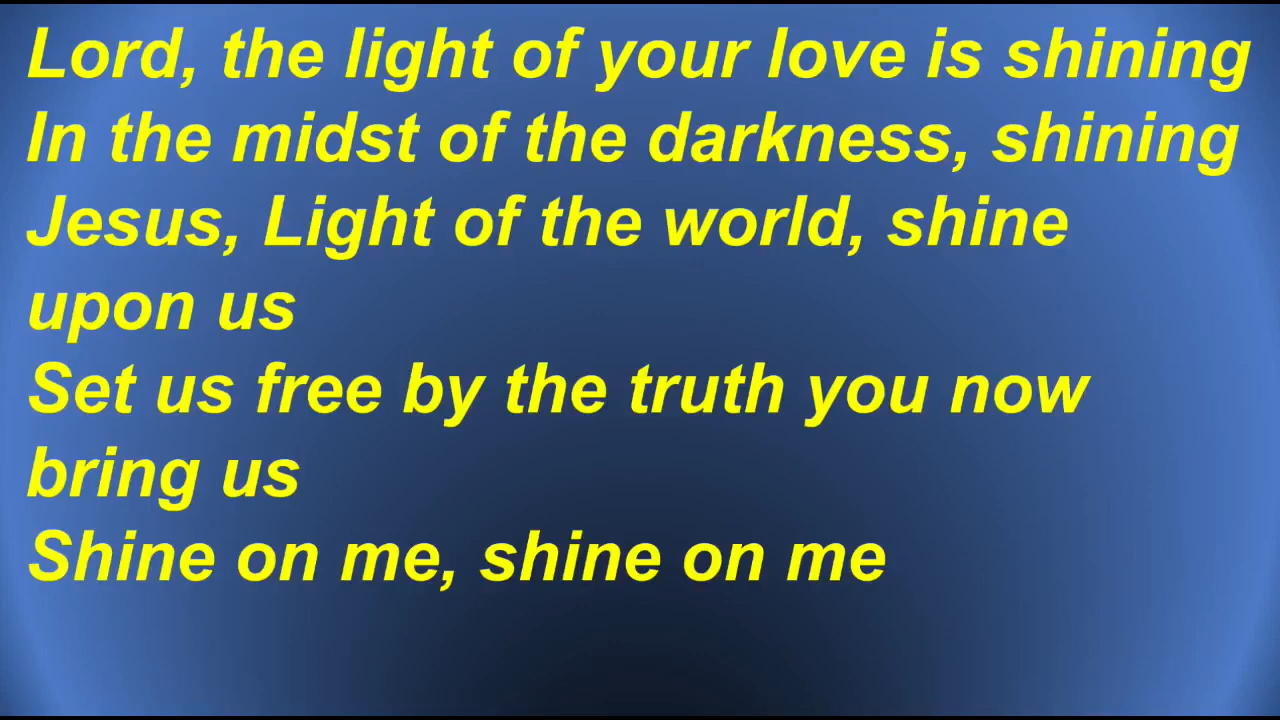 Lord, the light of your love is shining
In the midst of the darkness, shining
Jesus, Light of the world, shine
upon us
Set us free by the truth you now
bring us
Shine on me, shine on me